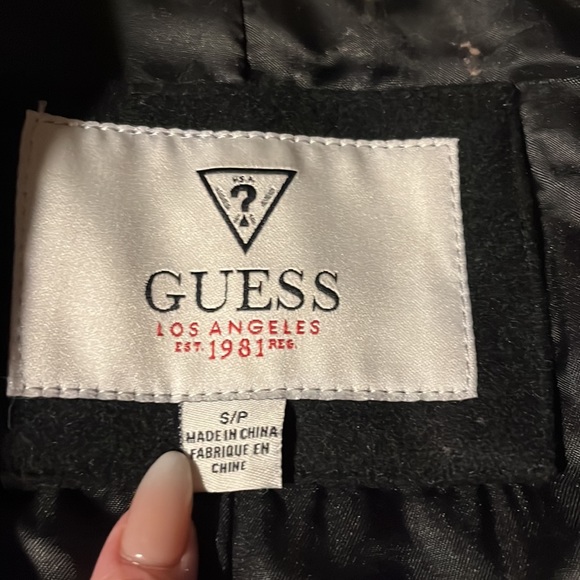 U.S.A.
?
GUESS
LOS ANGELES
EST. 1981 REG.
S/P
MADE IN CHINA
FABRIQUE EN
CHINE